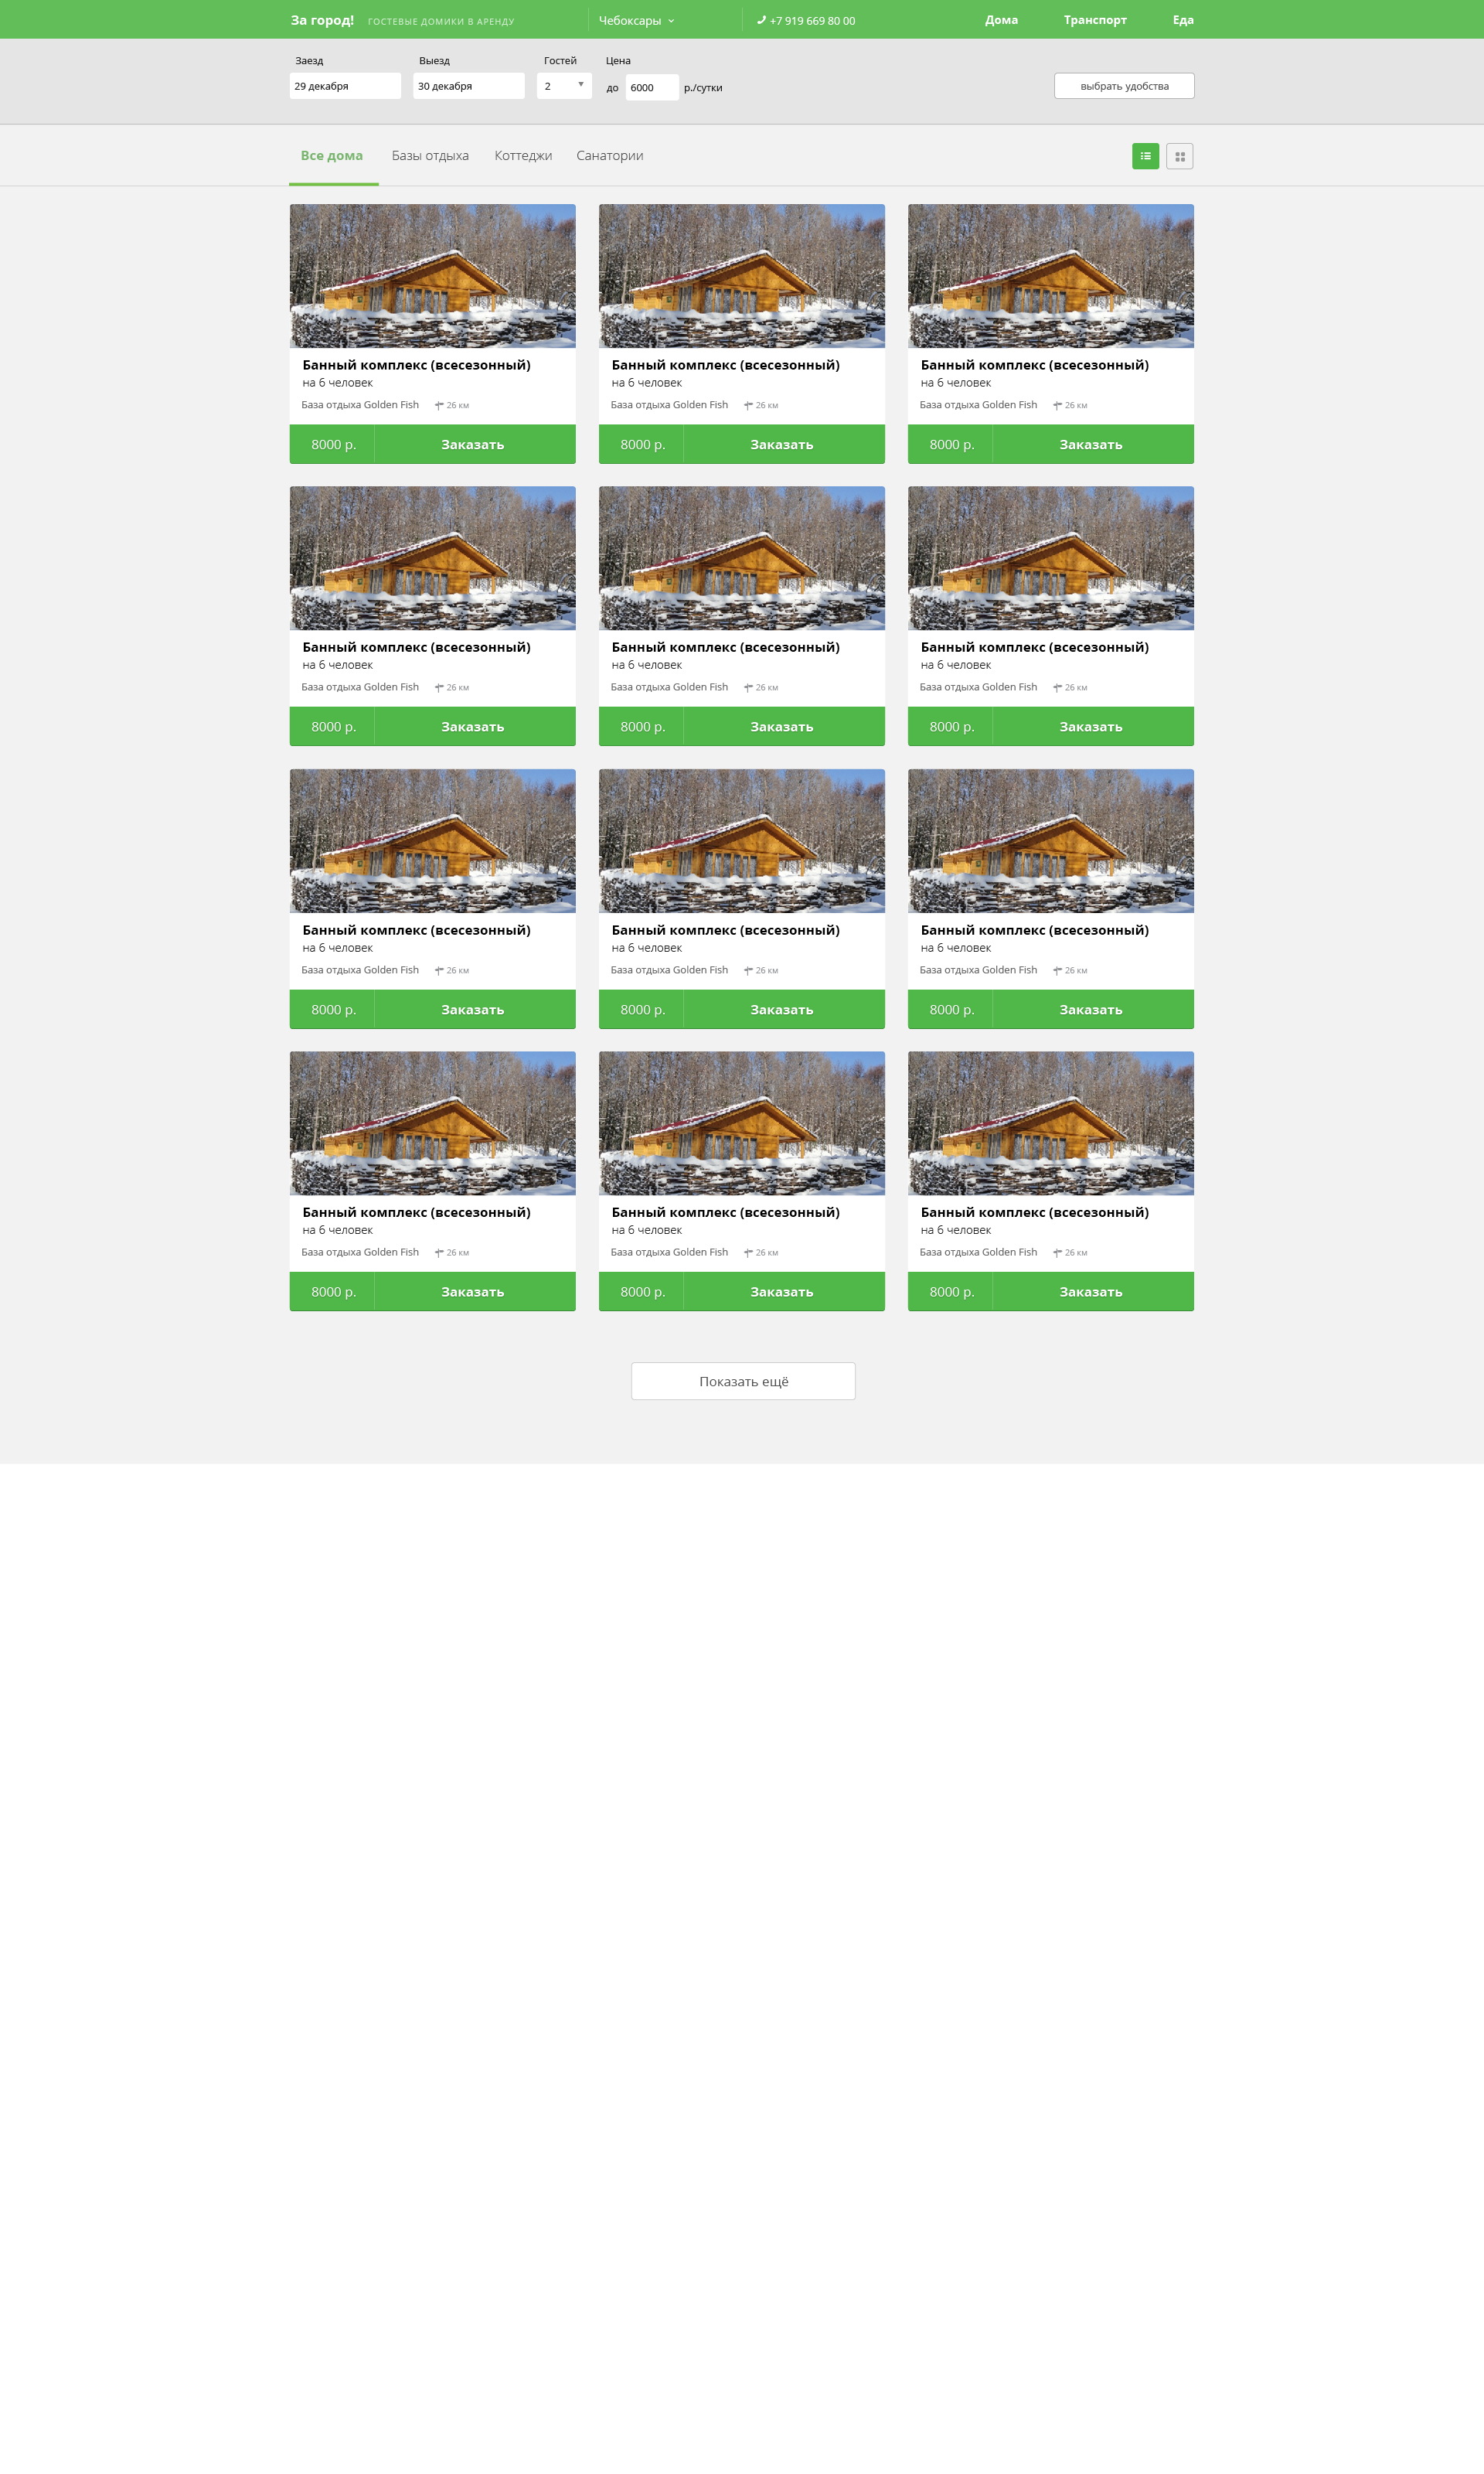 За город! ГОСТЕВЫЕ ДОМИКИ В АРЕНДУ Чебоксары +7 919 669 80 00 Дома Транспорт Еда
Заезд Выезд Гостей Цена
29 декабря 30 декабря 2 до 6000 р./сутки выбрать удобства
Все дома Базы отдыха Коттеджи Санатории
Банный комплекс (всесезонный) Банный комплекс (всесезонный) Банный комплекс (всесезонный)
на 6 человек на 6 человек на 6 человек
База отдыха Golden Fish 26 км База отдыха Golden Fish 26 км База отдыха Golden Fish 26 км
8000 р. Заказать 8000 р. Заказать 8000 р. Заказать
Банный комплекс (всесезонный) Банный комплекс (всесезонный) Банный комплекс (всесезонный)
на 6 человек на 6 человек на 6 человек
База отдыха Golden Fish 26 км База отдыха Golden Fish 26 км База отдыха Golden Fish 26 км
8000 р. Заказать 8000 р. Заказать 8000 р. Заказать
Банный комплекс (всесезонный) Банный комплекс (всесезонный) Банный комплекс (всесезонный)
на 6 человек на 6 человек на 6 человек
База отдыха Golden Fish 26 км База отдыха Golden Fish 26 км База отдыха Golden Fish 26 км
8000 р. Заказать 8000 р. Заказать 8000 р. Заказать
Банный комплекс (всесезонный) Банный комплекс (всесезонный) Банный комплекс (всесезонный)
на 6 человек на 6 человек на 6 человек
База отдыха Golden Fish 26 км База отдыха Golden Fish 26 км База отдыха Golden Fish 26 км
8000 р. Заказать 8000 р. Заказать 8000 р. Заказать
Показать ещё